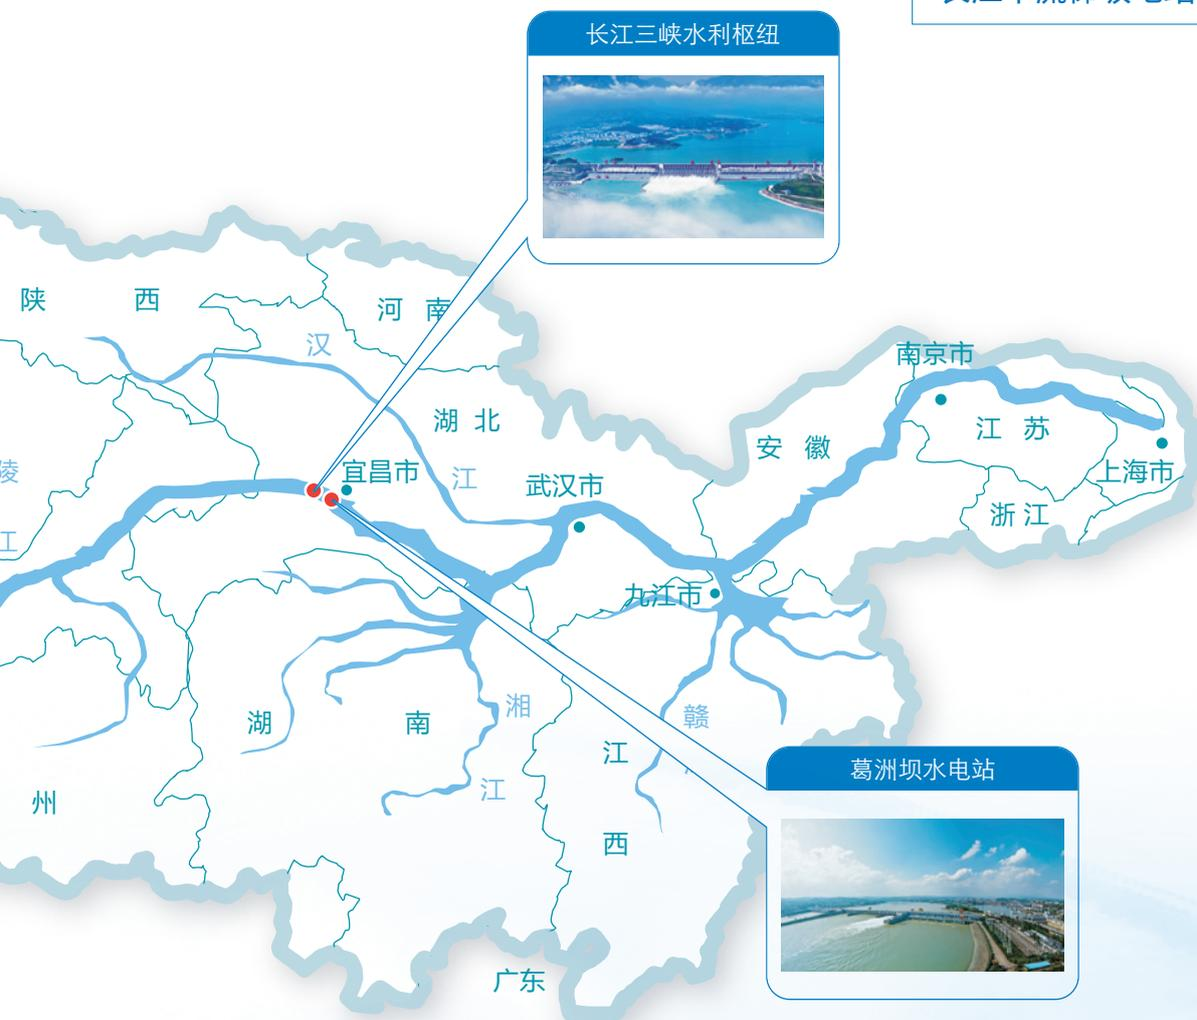 长江三峡水利枢纽
陕 西
河 南
汉
南京市
湖 北
江 苏
安 徽
陵
宜昌市
江
武汉市
上海市
浙 江
江
九江市
湘
湖 南
赣
江
葛洲坝水电站
江
州
西
广东